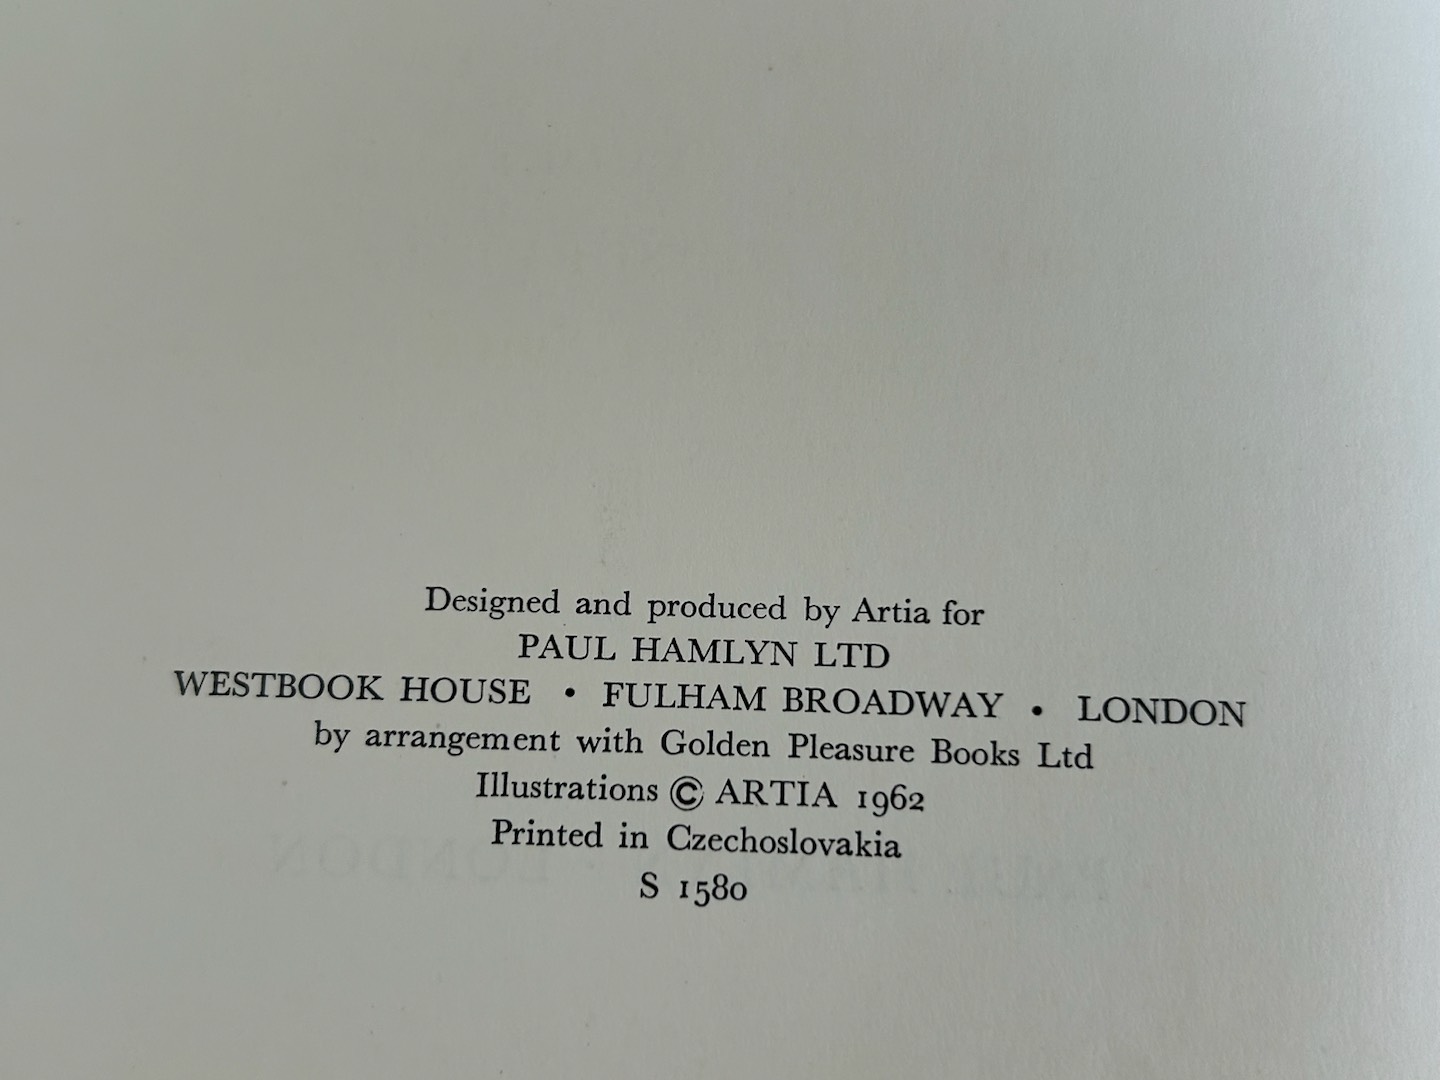 Designed and produced by Artia for
PAUL HAMLYN LTD
WESTBOOK HOUSE • FULHAM BROADWAY • LONDON
by arrangement with Golden Pleasure Books Ltd
Illustrations © ARTIA 1962
Printed in Czechoslovakia
S 1580